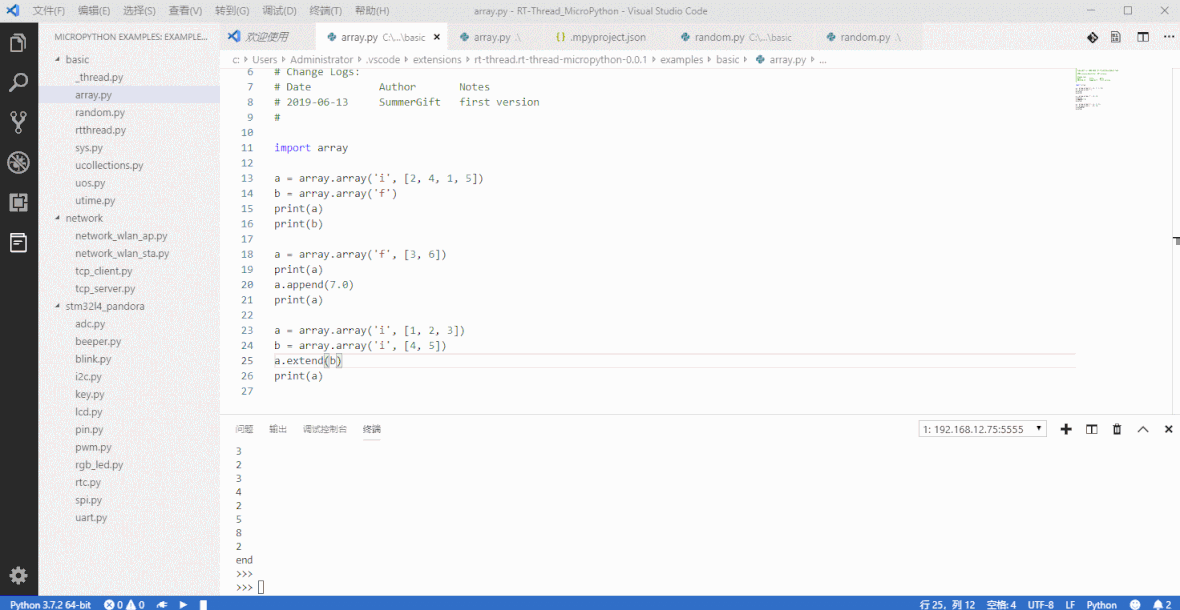 文件(F) 编辑(E) 选择(S) 查看(V) 转到(G) 调试(D) 终端(T) 帮助(H) array.py - RT-Thread_MicroPython - Visual Studio Code
MICROPYTHON EXAMPLES: EXAMPLE...
欢迎使用 array.py C:\...\basic array.py .\ {} .mpyproject.json random.py C:\...\basic random.py .\
c: > Users > Administrator > .vscode > extensions > rt-thread.rt-thread-micropython-0.0.1 > examples > basic > array.py > ...
basic
_thread.py
array.py
random.py
rtthread.py
sys.py
ucollections.py
uos.py
utime.py
network
network_wlan_ap.py
network_wlan_sta.py
tcp_client.py
tcp_server.py
stm32l4_pandora
adc.py
beeper.py
blink.py
i2c.py
key.py
lcd.py
pin.py
pwm.py
rgb_led.py
rtc.py
spi.py
uart.py
6 # Change Logs:
7 # Date Author Notes
8 # 2019-06-13 SummerGift first version
9 #
10
11 import array
12
13 a = array.array('i', [2, 4, 1, 5])
14 b = array.array('f')
15 print(a)
16 print(b)
17
18 a = array.array('f', [3, 6])
19 print(a)
20 a.append(7.0)
21 print(a)
22
23 a = array.array('i', [1, 2, 3])
24 b = array.array('i', [4, 5])
25 a.extend(b)
26 print(a)
27
问题 输出 调试控制台 终端 1: 192.168.12.75:5555
3
2
3
4
2
5
8
2
end
>>>
>>>
Python 3.7.2 64-bit 0 0 行 25，列 12 空格: 4 UTF-8 LF Python 2